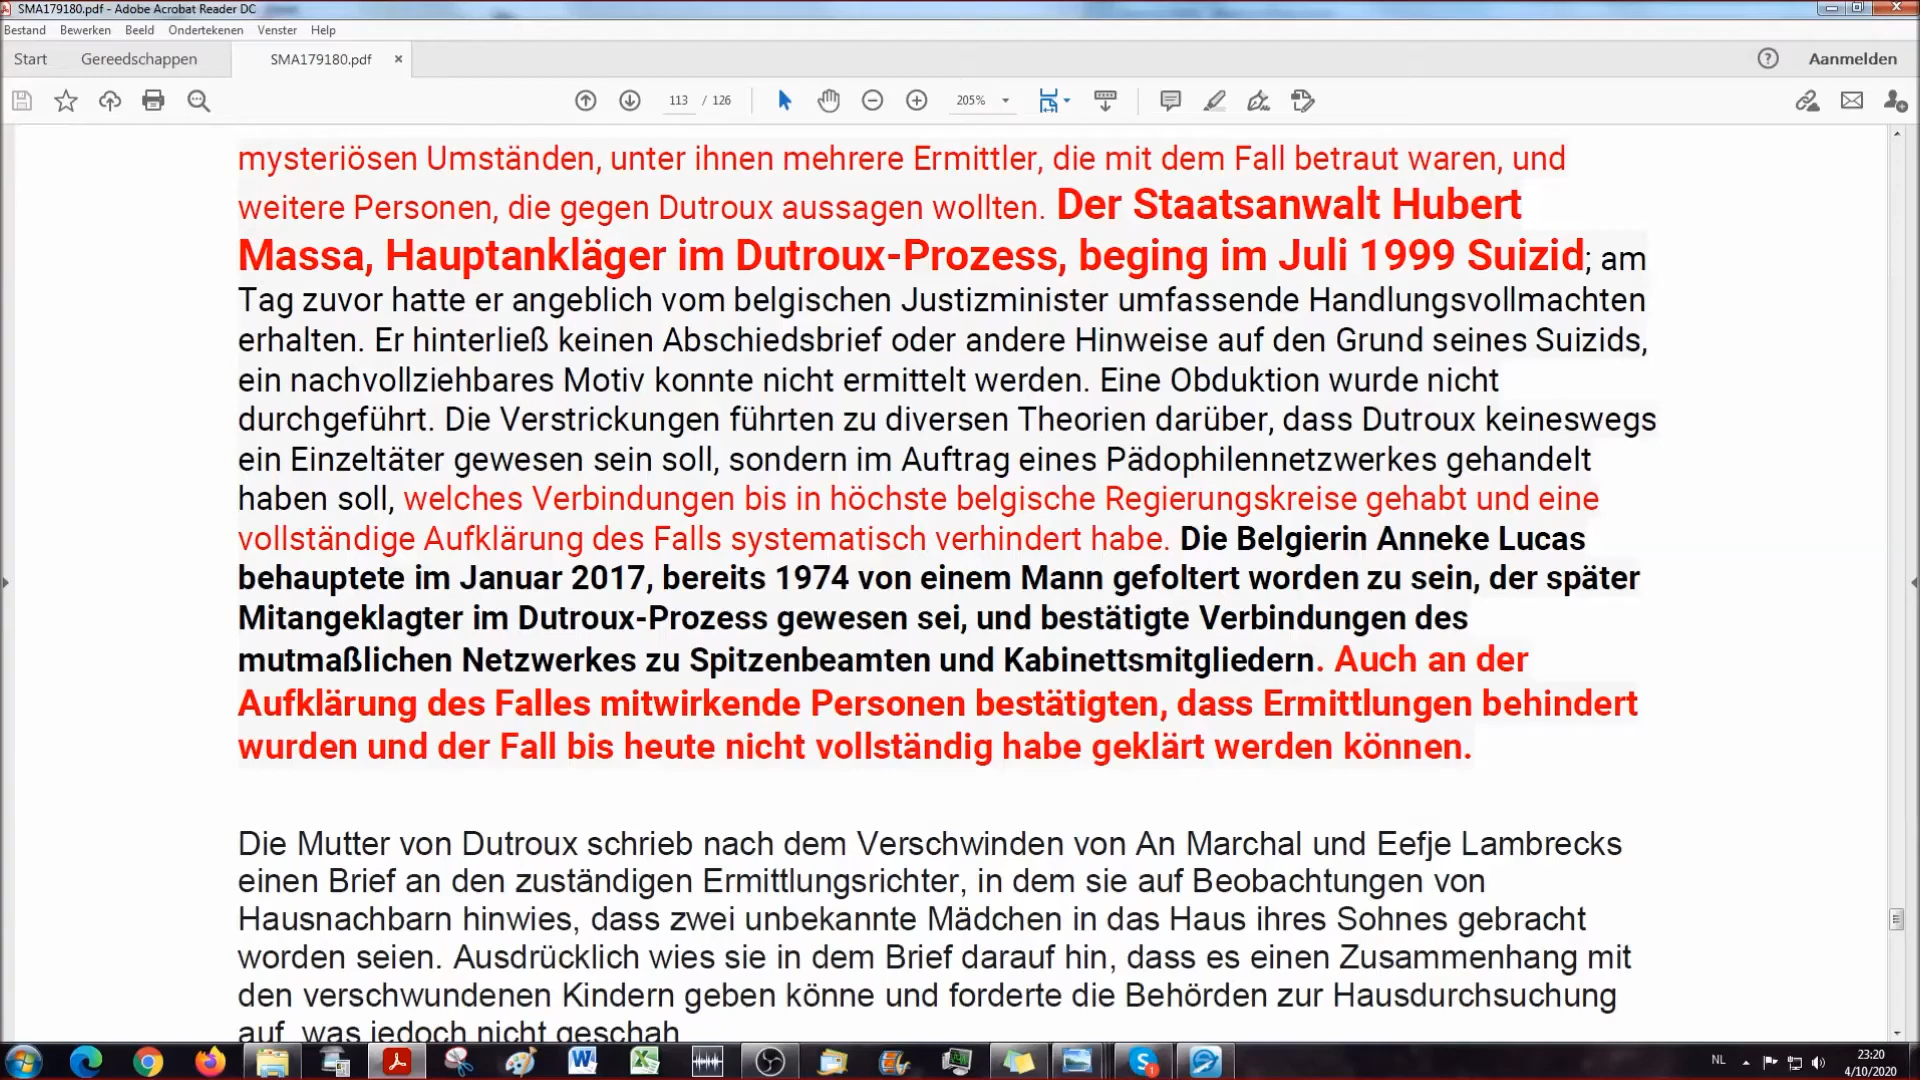 SMA179180.pdf - Adobe Acrobat Reader DC
Bestand Bewerken Beeld Ondertekenen Venster Help
Start Gereedschappen SMA179180.pdf × Aanmelden
113 / 126 205%
mysteriösen Umständen, unter ihnen mehrere Ermittler, die mit dem Fall betraut waren, und
weitere Personen, die gegen Dutroux aussagen wollten. Der Staatsanwalt Hubert
Massa, Hauptankläger im Dutroux-Prozess, beging im Juli 1999 Suizid; am
Tag zuvor hatte er angeblich vom belgischen Justizminister umfassende Handlungsvollmachten
erhalten. Er hinterließ keinen Abschiedsbrief oder andere Hinweise auf den Grund seines Suizids,
ein nachvollziehbares Motiv konnte nicht ermittelt werden. Eine Obduktion wurde nicht
durchgeführt. Die Verstrickungen führten zu diversen Theorien darüber, dass Dutroux keineswegs
ein Einzeltäter gewesen sein soll, sondern im Auftrag eines Pädophilennetzwerkes gehandelt
haben soll, welches Verbindungen bis in höchste belgische Regierungskreise gehabt und eine
vollständige Aufklärung des Falls systematisch verhindert habe. Die Belgierin Anneke Lucas
behauptete im Januar 2017, bereits 1974 von einem Mann gefoltert worden zu sein, der später
Mitangeklagter im Dutroux-Prozess gewesen sei, und bestätigte Verbindungen des
mutmaßlichen Netzwerkes zu Spitzenbeamten und Kabinettsmitgliedern. Auch an der
Aufklärung des Falles mitwirkende Personen bestätigten, dass Ermittlungen behindert
wurden und der Fall bis heute nicht vollständig habe geklärt werden können.
Die Mutter von Dutroux schrieb nach dem Verschwinden von An Marchal und Eefje Lambrecks
einen Brief an den zuständigen Ermittlungsrichter, in dem sie auf Beobachtungen von
Hausnachbarn hinwies, dass zwei unbekannte Mädchen in das Haus ihres Sohnes gebracht
worden seien. Ausdrücklich wies sie in dem Brief darauf hin, dass es einen Zusammenhang mit
den verschwundenen Kindern geben könne und forderte die Behörden zur Hausdurchsuchung
auf, was jedoch nicht geschah
NL 23:20
4/10/2020